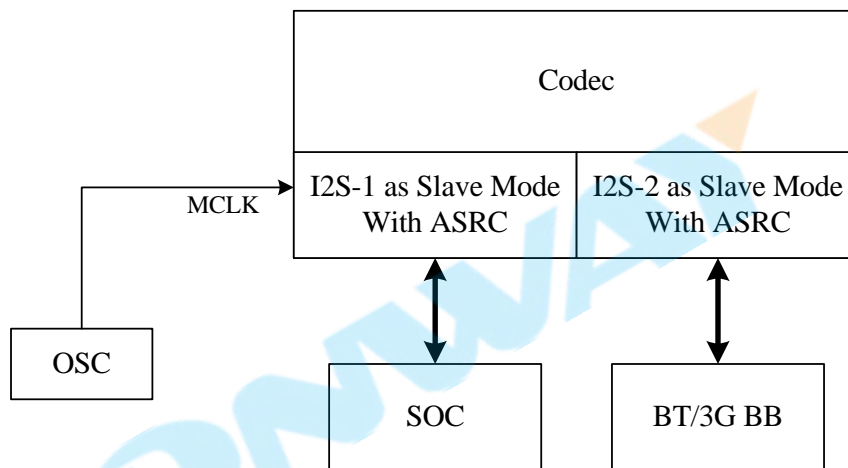 Codec
I2S-1 as Slave Mode
With ASRC
I2S-2 as Slave Mode
With ASRC
MCLK
OSC
SOC
BT/3G BB